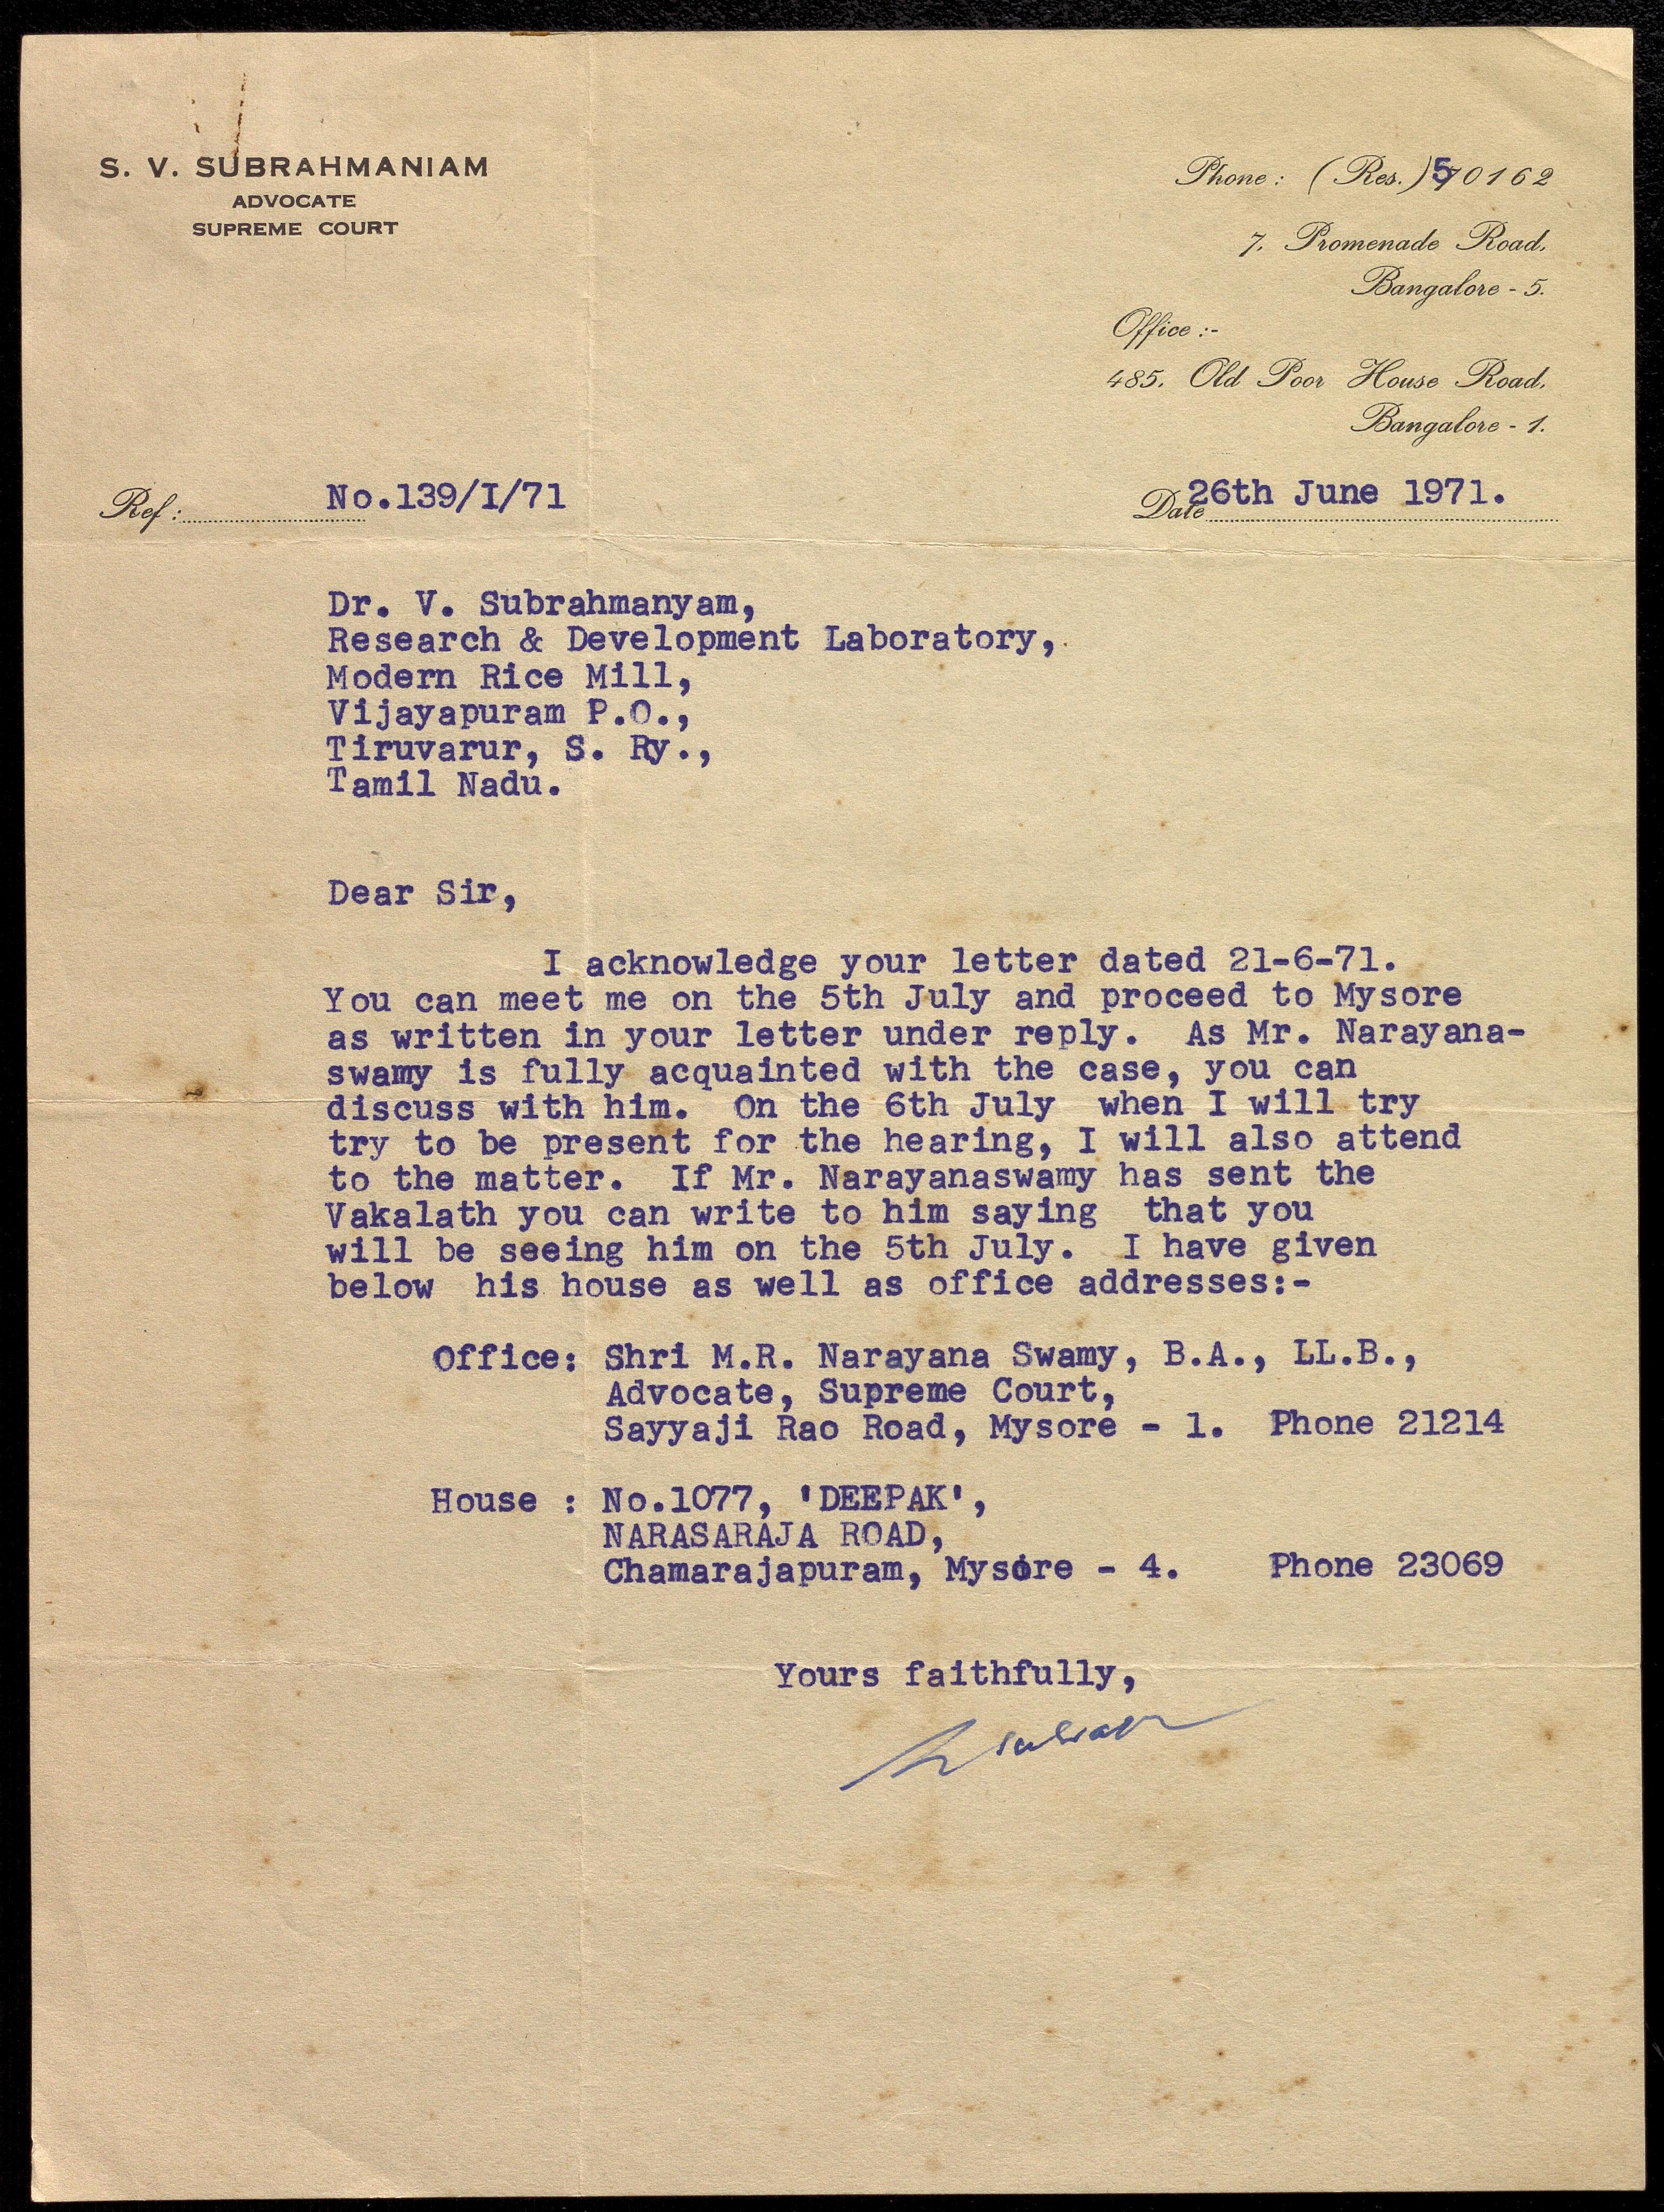 S. V. SUBRAHMANIAM
ADVOCATE
SUPREME COURT
Phone: (Res.) 50162
7, Promenade Road,
Bangalore - 5.
Office :-
485, Old Poor House Road,
Bangalore - 1.
Ref: No.139/I/71
Date 26th June 1971.
Dr. V. Subrahmanyam,
Research & Development Laboratory,
Modern Rice Mill,
Vijayapuram P.O.,
Tiruvarur, S. Ry.,
Tamil Nadu.
Dear Sir,
I acknowledge your letter dated 21-6-71.
You can meet me on the 5th July and proceed to Mysore
as written in your letter under reply. As Mr. Narayana-
swamy is fully acquainted with the case, you can
discuss with him. On the 6th July when I will try
try to be present for the hearing, I will also attend
to the matter. If Mr. Narayanaswamy has sent the
Vakalath you can write to him saying that you
will be seeing him on the 5th July. I have given
below his house as well as office addresses:-
Office: Shri M.R. Narayana Swamy, B.A., LL.B.,
Advocate, Supreme Court,
Sayyaji Rao Road, Mysore - 1. Phone 21214
House : No.1077, 'DEEPAK',
NARASARAJA ROAD,
Chamarajapuram, Mysore - 4. Phone 23069
Yours faithfully,